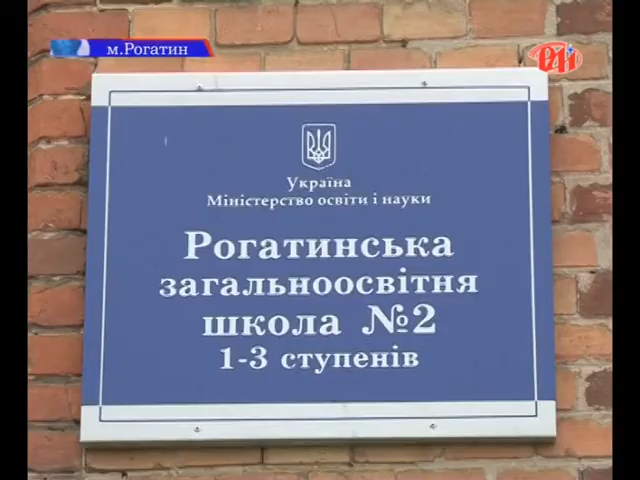 м.Рогатин
Україна
Міністерство освіти і науки
Рогатинська
загальноосвітня
школа №2
1-3 ступенів